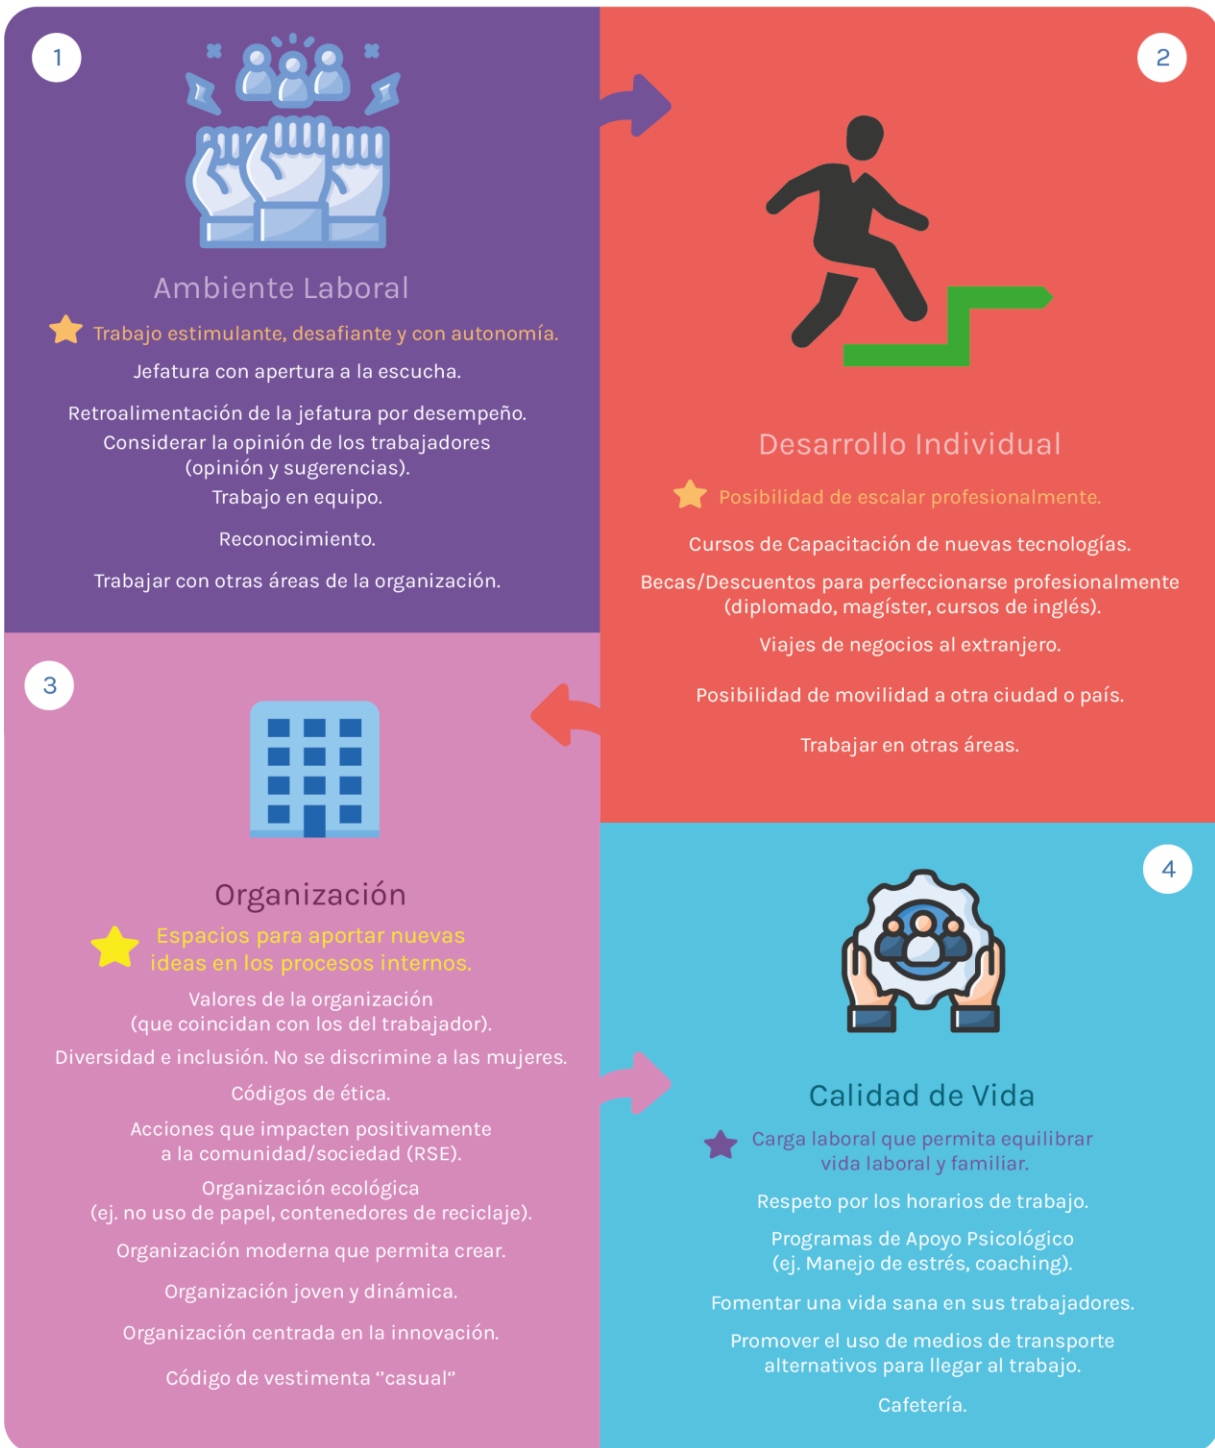 1
Ambiente Laboral
Trabajo estimulante, desafiante y con autonomía.
Jefatura con apertura a la escucha.
Retroalimentación de la jefatura por desempeño.
Considerar la opinión de los trabajadores
(opinión y sugerencias).
Trabajo en equipo.
Reconocimiento.
Trabajar con otras áreas de la organización.
2
Desarrollo Individual
Posibilidad de escalar profesionalmente.
Cursos de Capacitación de nuevas tecnologías.
Becas/Descuentos para perfeccionarse profesionalmente
(diplomado, magíster, cursos de inglés).
Viajes de negocios al extranjero.
Posibilidad de movilidad a otra ciudad o país.
Trabajar en otras áreas.
3
Organización
Espacios para aportar nuevas
ideas en los procesos internos.
Valores de la organización
(que coincidan con los del trabajador).
Diversidad e inclusión. No se discrimine a las mujeres.
Códigos de ética.
Acciones que impacten positivamente
a la comunidad/sociedad (RSE).
Organización ecológica
(ej. no uso de papel, contenedores de reciclaje).
Organización moderna que permita crear.
Organización joven y dinámica.
Organización centrada en la innovación.
Código de vestimenta “casual”
4
Calidad de Vida
Carga laboral que permita equilibrar
vida laboral y familiar.
Respeto por los horarios de trabajo.
Programas de Apoyo Psicológico
(ej. Manejo de estrés, coaching).
Fomentar una vida sana en sus trabajadores.
Promover el uso de medios de transporte
alternativos para llegar al trabajo.
Cafetería.